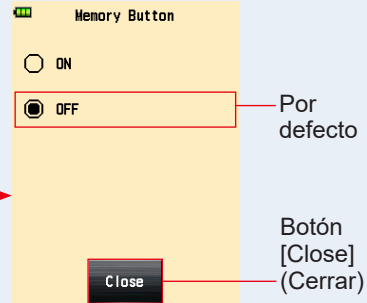 Memory Button
ON
OFF
Por
defecto
Botón
[Close]
(Cerrar)
Close